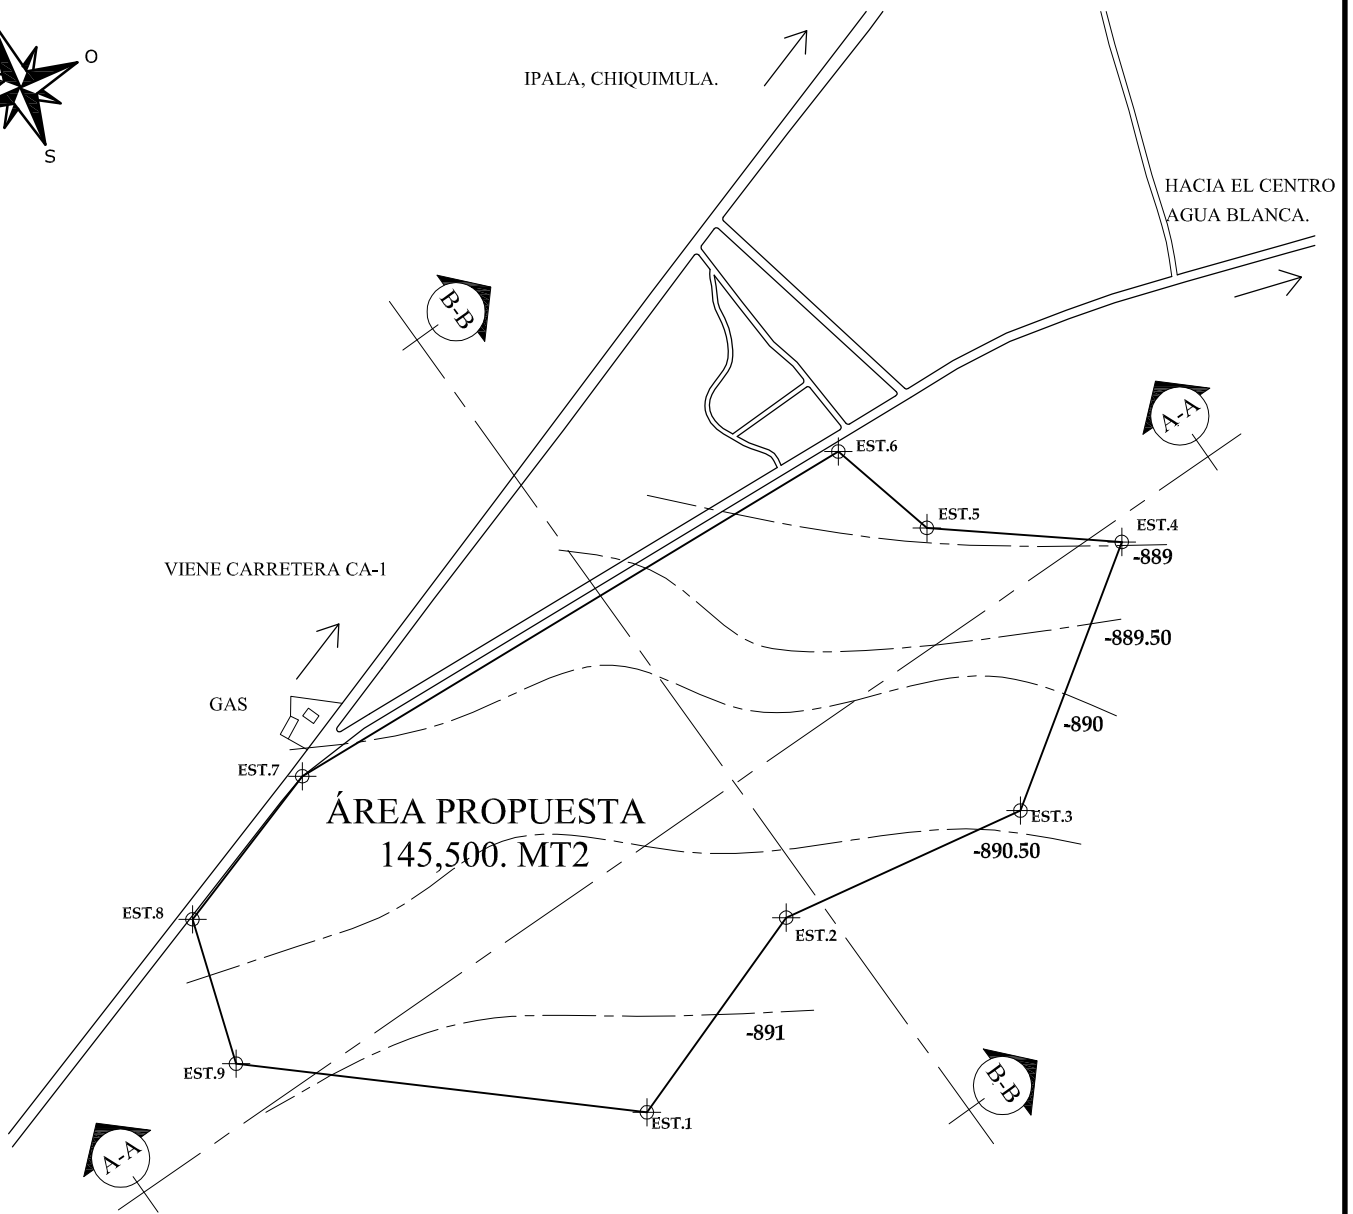 O
S
IPALA, CHIQUIMULA.
HACIA EL CENTRO
AGUA BLANCA.
B-B
A-A
EST.6
EST.5
EST.4
-889
VIENE CARRETERA CA-1
-889.50
GAS
-890
EST.7
ÁREA PROPUESTA
145,500. MT2
EST.3
-890.50
EST.8
EST.2
-891
EST.9
B-B
EST.1
A-A